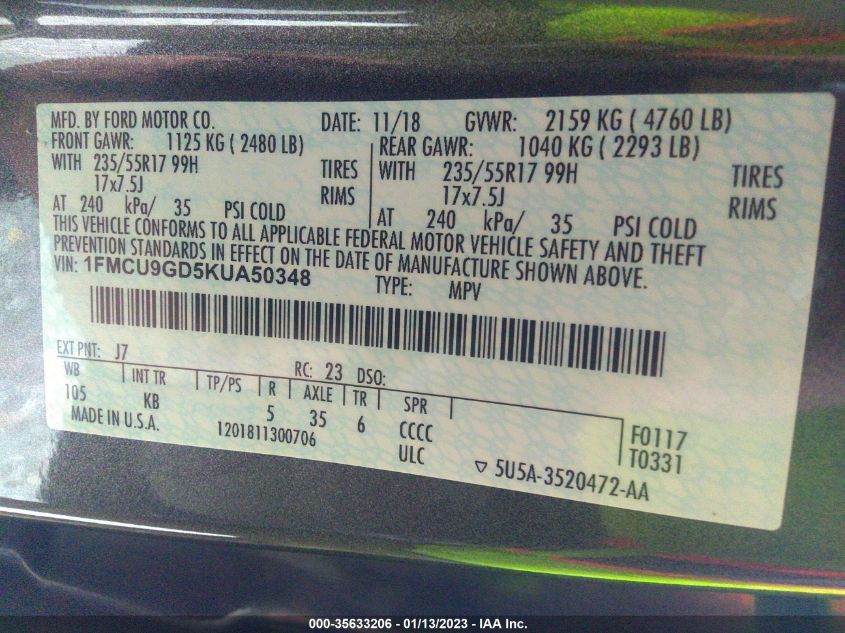 MFD. BY FORD MOTOR CO. DATE: 11/18 GVWR: 2159 KG ( 4760 LB)
FRONT GAWR: 1125 KG ( 2480 LB) REAR GAWR: 1040 KG ( 2293 LB)
WITH 235/55R17 99H TIRES WITH 235/55R17 99H TIRES
17x7.5J RIMS 17x7.5J RIMS
AT 240 kPa/ 35 PSI COLD AT 240 kPa/ 35 PSI COLD
THIS VEHICLE CONFORMS TO ALL APPLICABLE FEDERAL MOTOR VEHICLE SAFETY AND THEFT
PREVENTION STANDARDS IN EFFECT ON THE DATE OF MANUFACTURE SHOWN ABOVE.
VIN: 1FMCU9GD5KUA50348 TYPE: MPV
EXT PNT: J7 RC: 23 DSO:
WB INT TR TP/PS R AXLE TR SPR
105 KB 5 35 6 CCCC F0117
MADE IN U.S.A. 1201811300706 ULC T0331
5U5A-3520472-AA
000-35633206 - 01/13/2023 - IAA Inc.